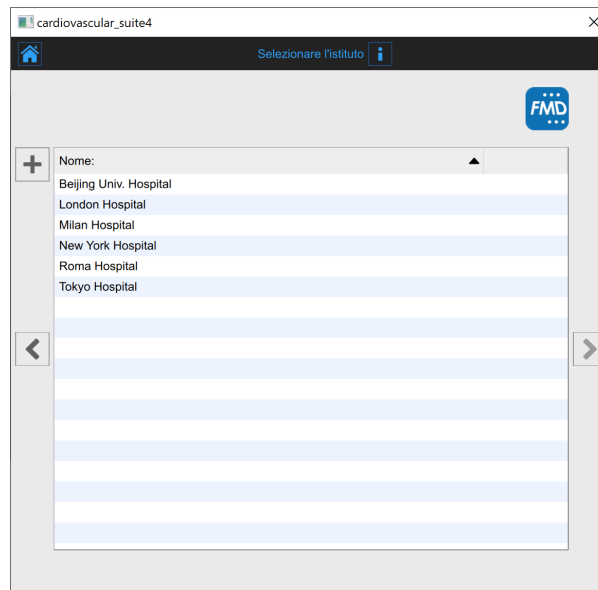 cardiovascular_suite4
Selezionare l'istituto
FMD
Nome:
Beijing Univ. Hospital
London Hospital
Milan Hospital
New York Hospital
Roma Hospital
Tokyo Hospital